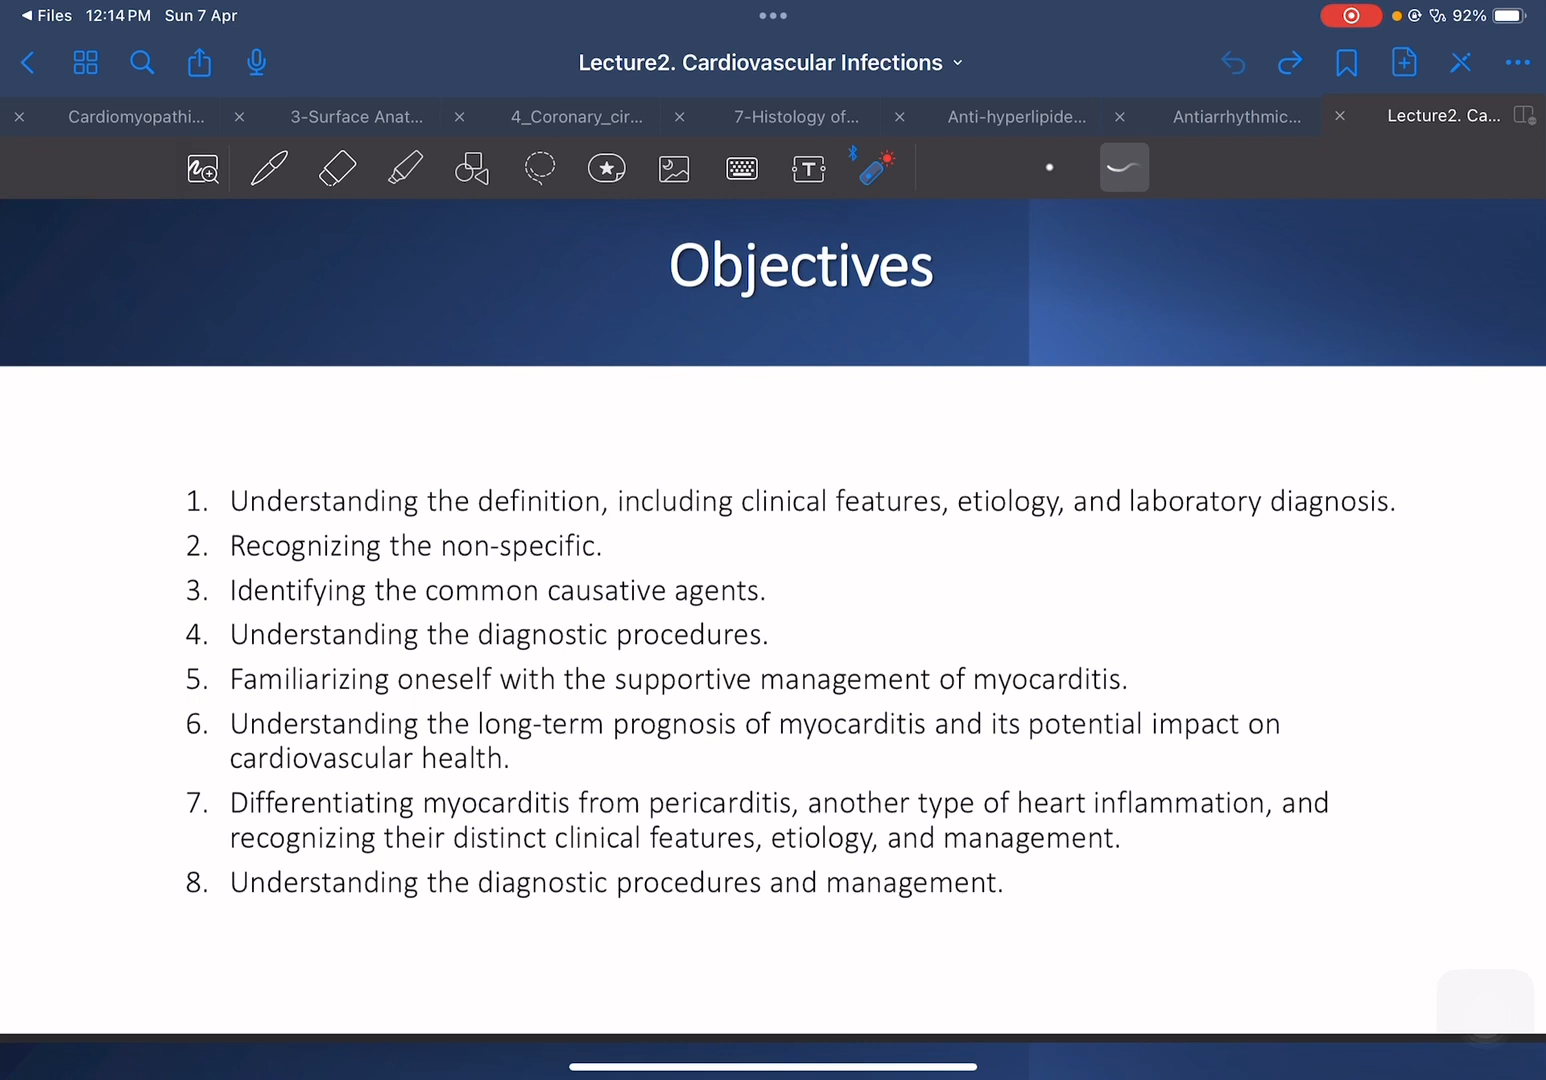 ◀ Files 12:14 PM Sun 7 Apr
92%
Lecture2. Cardiovascular Infections
Cardiomyopathi...
3-Surface Anat...
4_Coronary_cir...
7-Histology of...
Anti-hyperlipide...
Antiarrhythmic...
Lecture2. Ca...
T
Objectives
1. Understanding the definition, including clinical features, etiology, and laboratory diagnosis.
2. Recognizing the non-specific.
3. Identifying the common causative agents.
4. Understanding the diagnostic procedures.
5. Familiarizing oneself with the supportive management of myocarditis.
6. Understanding the long-term prognosis of myocarditis and its potential impact on
cardiovascular health.
7. Differentiating myocarditis from pericarditis, another type of heart inflammation, and
recognizing their distinct clinical features, etiology, and management.
8. Understanding the diagnostic procedures and management.